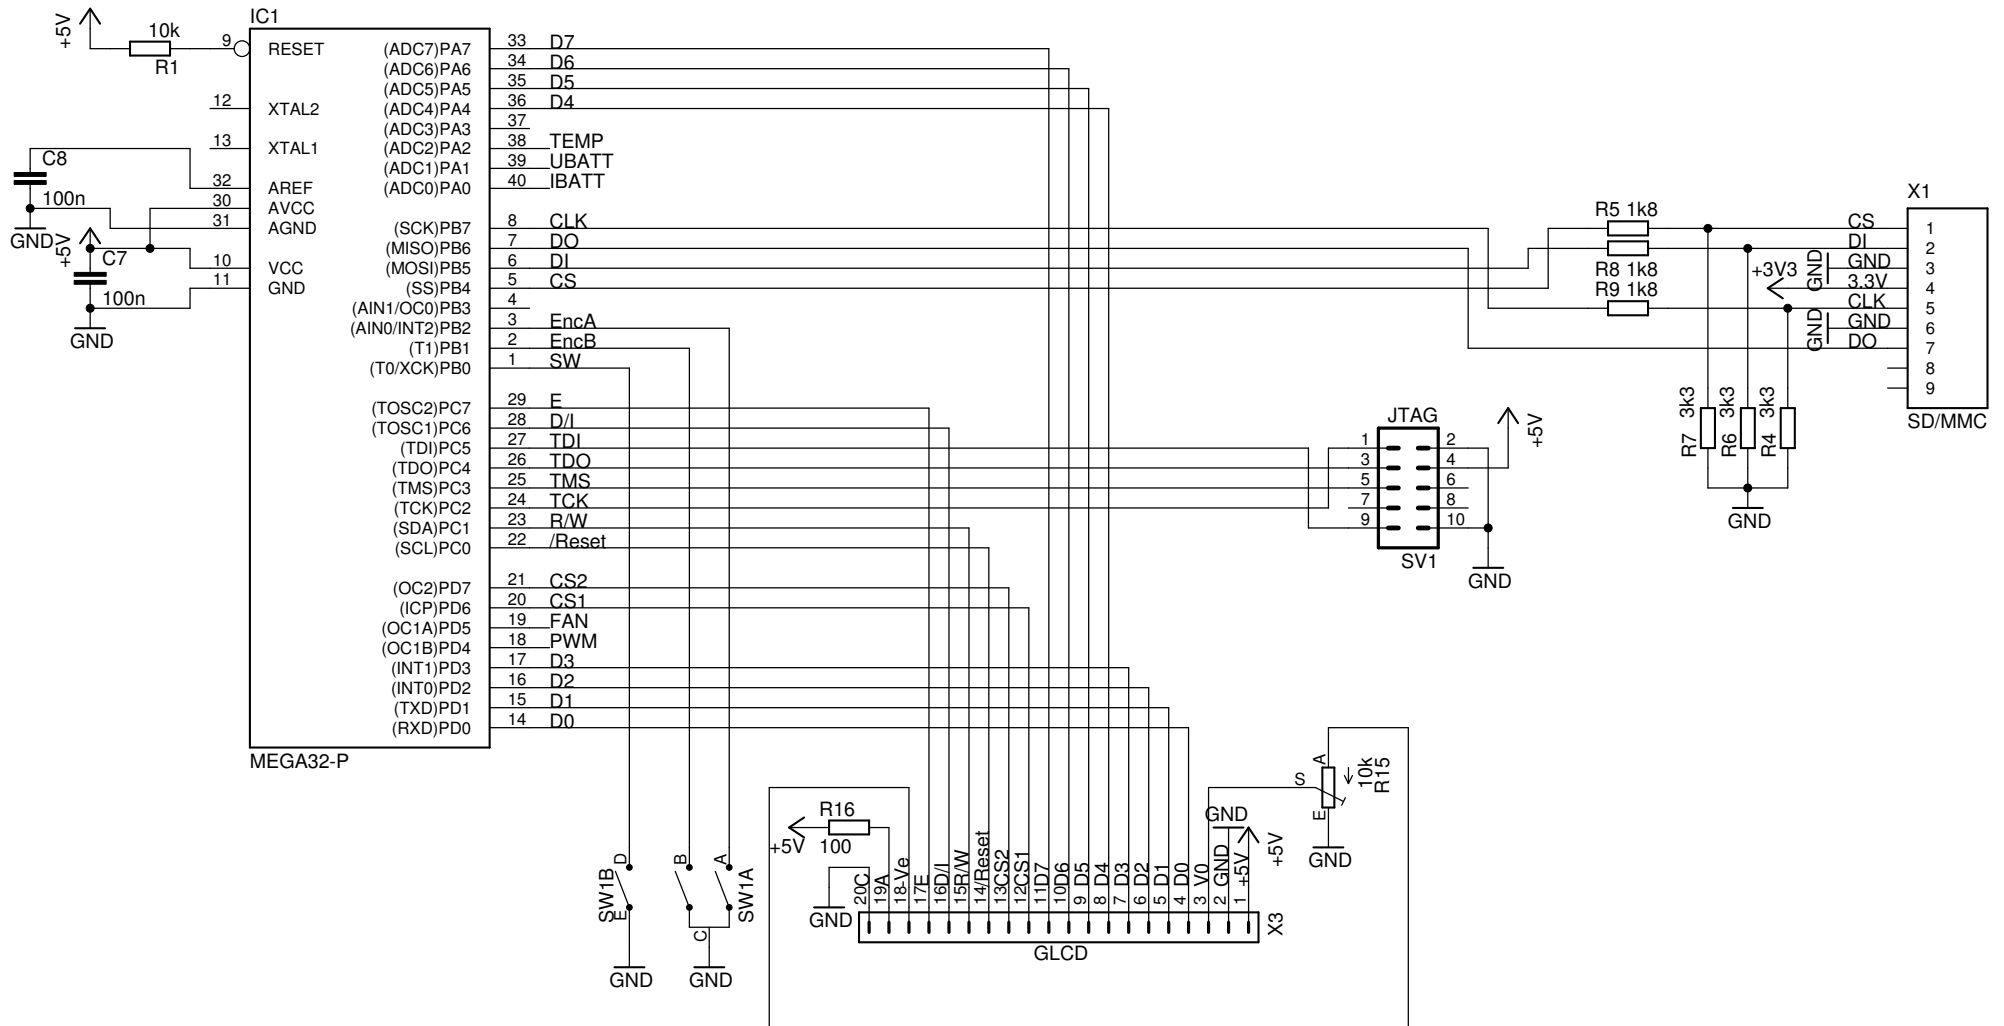 IC1
+5V
10k
R1
9 RESET
12 XTAL2
13 XTAL1
32 AREF
30 AVCC
31 AGND
10 VCC
11 GND
C8
100n
GND
+5V
C7
100n
GND
(ADC7)PA7 33 D7
(ADC6)PA6 34 D6
(ADC5)PA5 35 D5
(ADC4)PA4 36 D4
(ADC3)PA3 37
(ADC2)PA2 38 TEMP
(ADC1)PA1 39 UBATT
(ADC0)PA0 40 IBATT
(SCK)PB7 8 CLK
(MISO)PB6 7 DO
(MOSI)PB5 6 DI
(SS)PB4 5 CS
(AIN1/OC0)PB3 4
(AIN0/INT2)PB2 3 EncA
(T1)PB1 2 EncB
(T0/XCK)PB0 1 SW
(TOSC2)PC7 29 E
(TOSC1)PC6 28 D/I
(TDI)PC5 27 TDI
(TDO)PC4 26 TDO
(TMS)PC3 25 TMS
(TCK)PC2 24 TCK
(SDA)PC1 23 R/W
(SCL)PC0 22 /Reset
(OC2)PD7 21 CS2
(ICP)PD6 20 CS1
(OC1A)PD5 19 FAN
(OC1B)PD4 18 PWM
(INT1)PD3 17 D3
(INT0)PD2 16 D2
(TXD)PD1 15 D1
(RXD)PD0 14 D0
MEGA32-P
X1
R5 1k8
R8 1k8
R9 1k8
CS 1
DI 2
GND GND 3
+3V3 3.3V 4
CLK 5
GND GND 6
DO 7
8
9
SD/MMC
R7 3k3
R6 3k3
R4 3k3
GND
JTAG
+5V
1 2
3 4
5 6
7 8
9 10
SV1
GND
A
S
E
10k
R15
GND
R16
+5V 100
GND
GND
+5V
20C
19A
18-Ve
17E
16D/I
15R/W
14/Reset
13CS2
12CS1
11D7
10D6
9 D5
8 D4
7 D3
6 D2
5 D1
4 D0
3 V0
2 GND
1 +5V
X3
GLCD
D
SW1B
E
GND
B
A
SW1A
C
GND